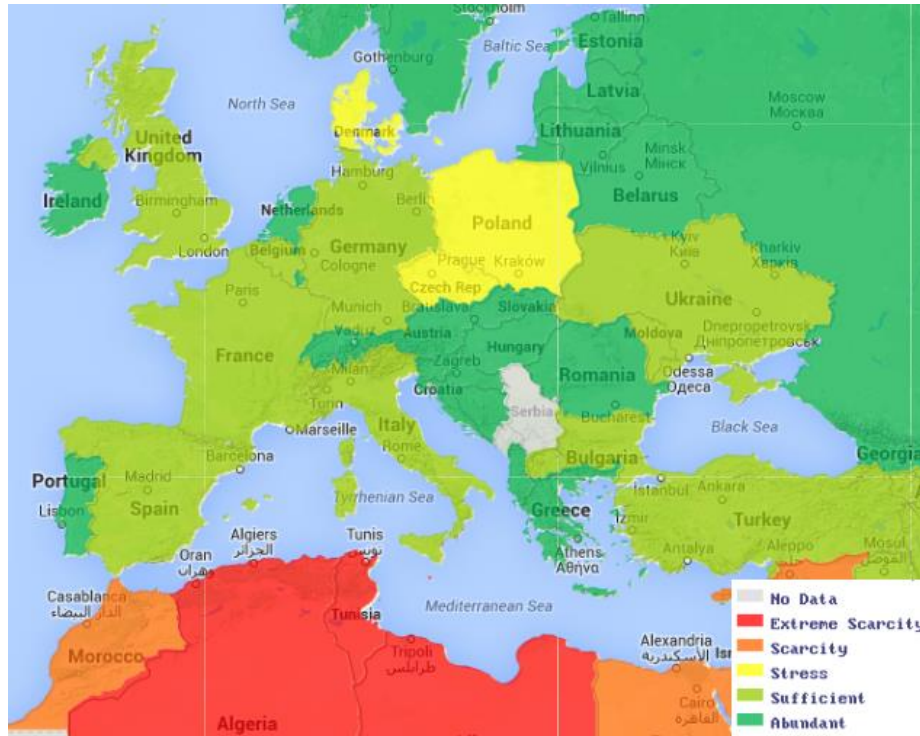 Stockholm
Tallinn
Estonia
Gothenburg
Baltic Sea
Latvia
Moscow
Москва
North Sea
Denmark
Lithuania
Vilnius
Minsk
Мінск
United
Kingdom
Hamburg
Belarus
Ireland
Birmingham
Netherlands
Berlin
Poland
London
Belgium
Germany
Cologne
Prague
Kraków
Czech Rep
Kyiv
Київ
Kharkiv
Харків
Paris
Munich
Bratislava
Slovakia
Ukraine
Vaduz
Austria
Hungary
Moldova
Dnepropetrovsk
Дніпропетровськ
France
Milan
Zagreb
Romania
Odessa
Одеса
Turin
Croatia
Serbia
Bucharest
Marseille
Italy
Rome
Black Sea
Barcelona
Bulgaria
Georgia
Portugal
Madrid
Lisbon
Spain
Tyrrhenian Sea
Istanbul
Ankara
Greece
Izmir
Turkey
Algiers
الجزائر
Tunis
تونس
Athens
Αθήνα
Antalya
Aleppo
Mosul
الموصل
Oran
وهران
Casablanca
الدار البيضاء
Tunisia
Mediterranean Sea
Morocco
Tripoli
طرابلس
Alexandria
الأسكندرية
Cairo
القاهرة
Algeria
No Data
Extreme Scarcity
Scarcity
Stress
Sufficient
Abundant